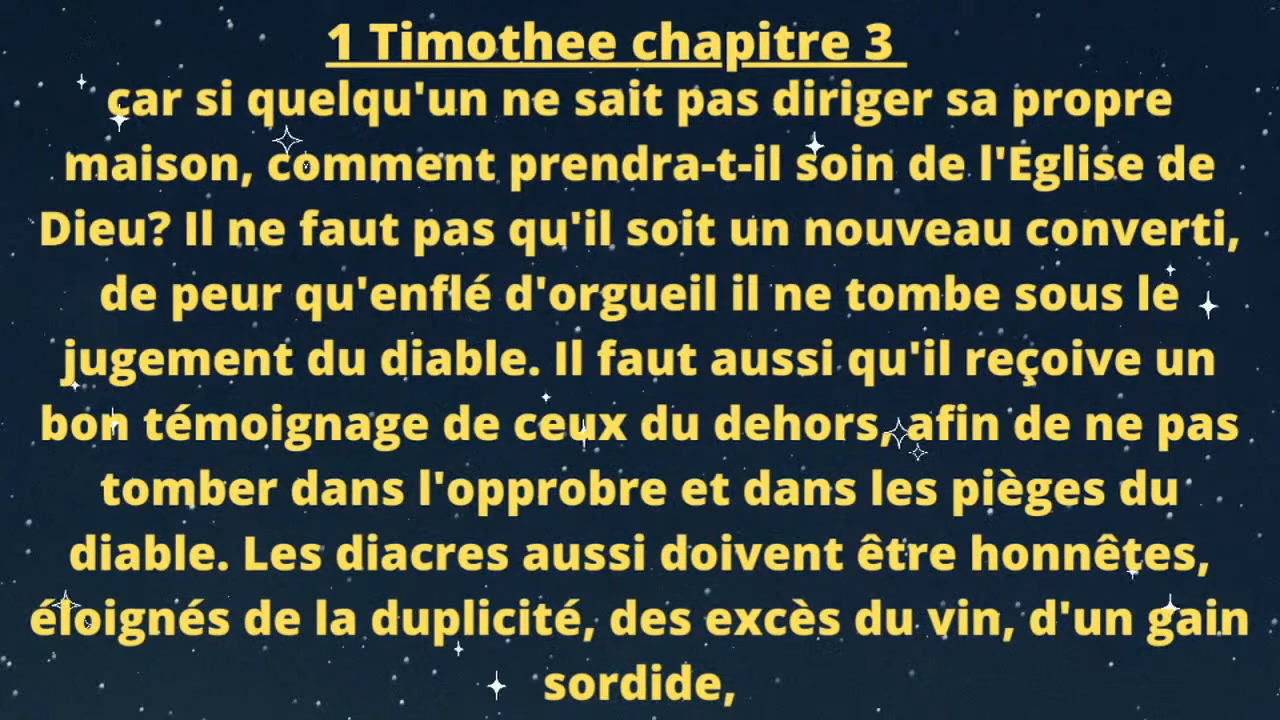 1 Timothee chapitre 3
car si quelqu'un ne sait pas diriger sa propre
maison, comment prendra-t-il soin de l'Eglise de
Dieu? Il ne faut pas qu'il soit un nouveau converti,
de peur qu'enflé d'orgueil il ne tombe sous le
jugement du diable. Il faut aussi qu'il reçoive un
bon témoignage de ceux du dehors, afin de ne pas
tomber dans l'opprobre et dans les pièges du
diable. Les diacres aussi doivent être honnêtes,
éloignés de la duplicité, des excès du vin, d'un gain
sordide,